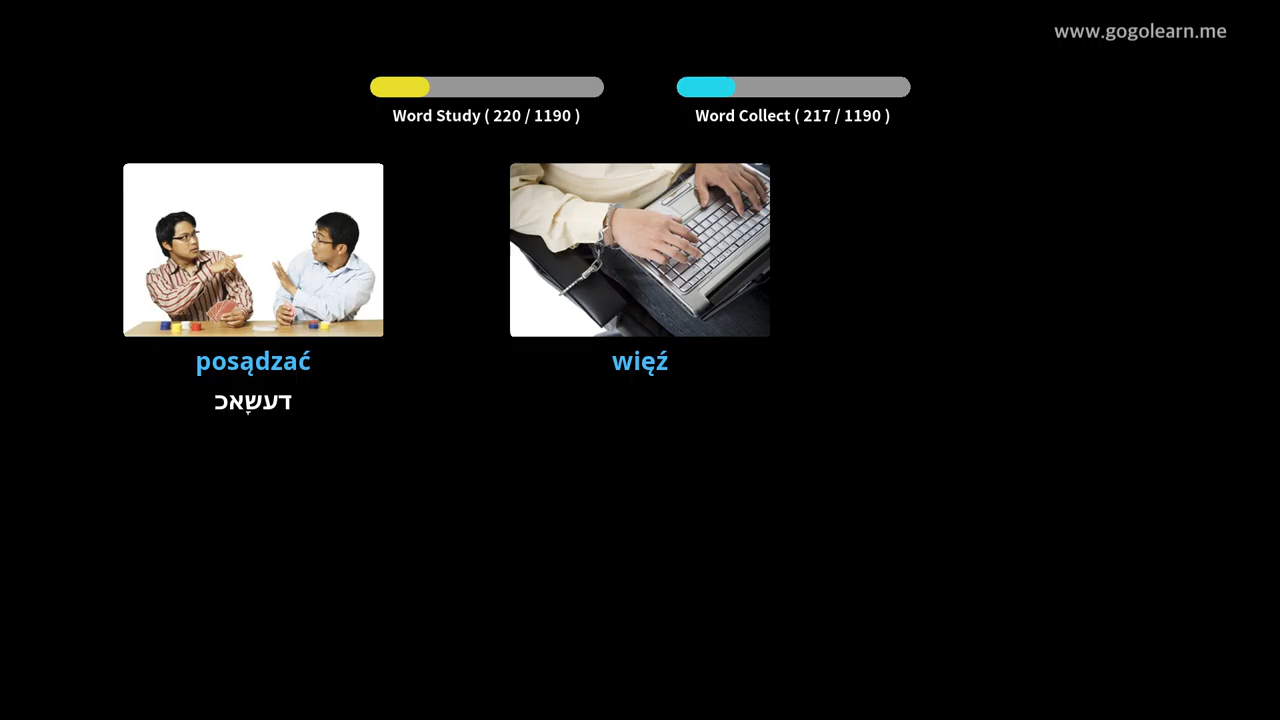 www.gogolearn.me
Word Study ( 220 / 1190 )
Word Collect ( 217 / 1190 )
posądzać
więź
דעשָאכ